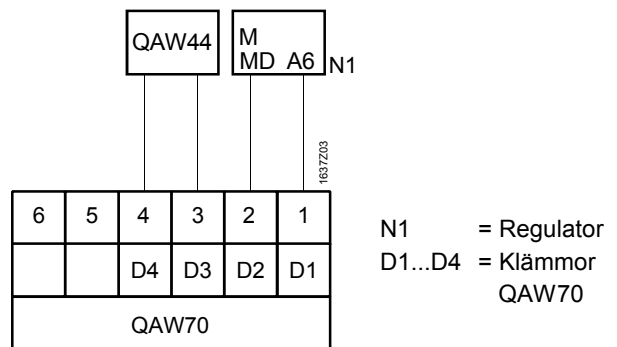 QAW44
M
MD A6
N1
1637Z03
6 5 4 3 2 1
D4 D3 D2 D1
QAW70
N1 = Regulator
D1...D4 = Klämmor
QAW70